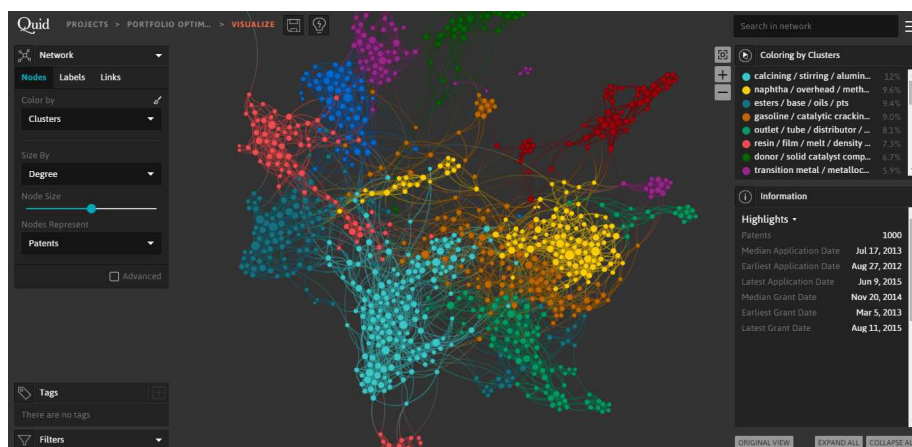 Quid PROJECTS > PORTFOLIO OPTIM... > VISUALIZE
Network
Nodes Labels Links
Color by
Clusters
Size By
Degree
Node Size
Nodes Represent
Patents
Advanced
Tags
There are no tags
Filters
Search in network
Coloring by Clusters
calcining / stirring / alumin... 12%
naphtha / overhead / meth... 9.6%
esters / base / oils / pts 9.4%
gasoline / catalytic crackin... 9.0%
outlet / tube / distributor / ... 8.1%
resin / film / melt / density ... 7.3%
donor / solid catalyst comp... 6.7%
transition metal / metalloc... 5.9%
Information
Highlights
Patents 1000
Median Application Date Jul 17, 2013
Earliest Application Date Aug 27, 2012
Latest Application Date Jun 9, 2015
Median Grant Date Nov 20, 2014
Earliest Grant Date Mar 5, 2013
Latest Grant Date Aug 11, 2015
ORIGINAL VIEW EXPAND ALL COLLAPSE AL